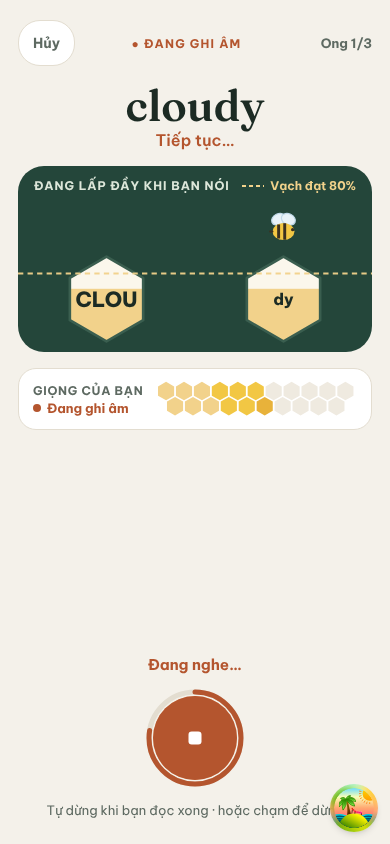 Hủy
ĐANG GHI ÂM
Ong 1/3
cloudy
Tiếp tục...
ĐANG LẤP ĐẦY KHI BẠN NÓI
Vạch đạt 80%
CLOU
dy
GIỌNG CỦA BẠN
Đang ghi âm
Đang nghe...
Tự dừng khi bạn đọc xong · hoặc chạm để